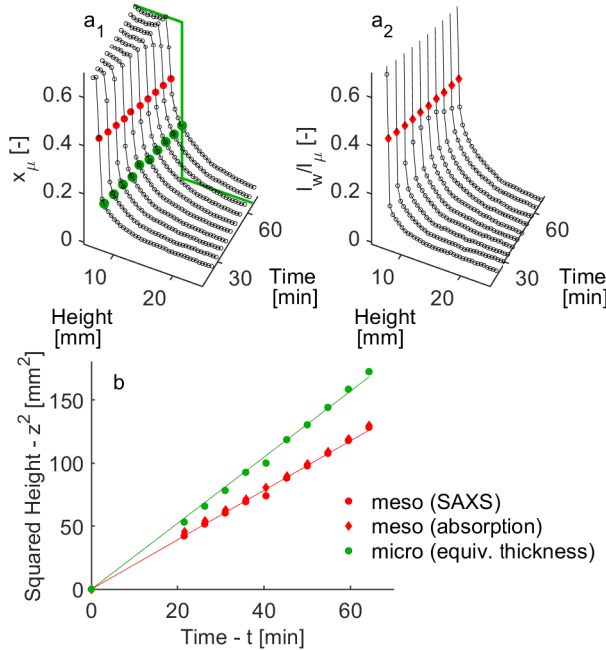 a1
a2
0.6
0.4
0.2
0
xμ [-]
10
20
30
60
Height
[mm]
Time
[min]
0.6
0.4
0.2
0
Iw/Iμ [-]
10
20
30
60
Height
[mm]
Time
[min]
b
150
100
50
0
Squared Height - z² [mm²]
0
20
40
60
Time - t [min]
meso (SAXS)
meso (absorption)
micro (equiv. thickness)